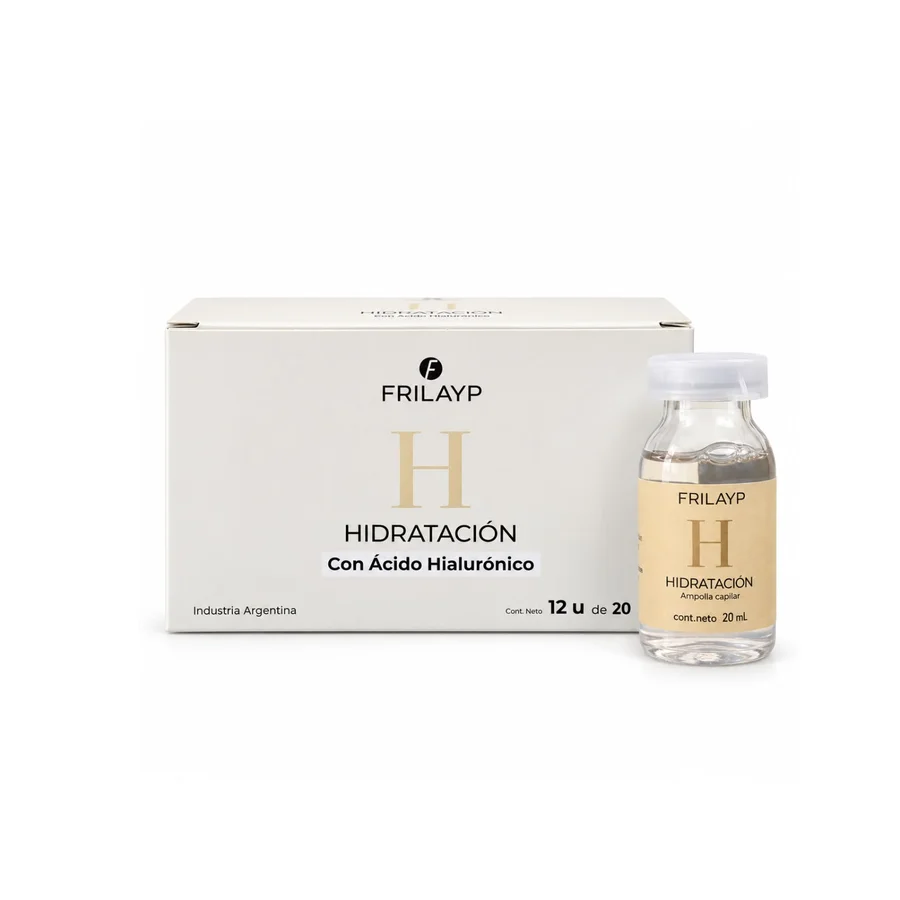 H
HIDRATACIÓN
Con Ácido Hialurónico
F
FRILAYP
H
HIDRATACIÓN
Con Ácido Hialurónico
Industria Argentina
Cont. Neto 12 u de 20
FRILAYP
H
HIDRATACIÓN
Ampolla capilar
cont.neto 20 mL